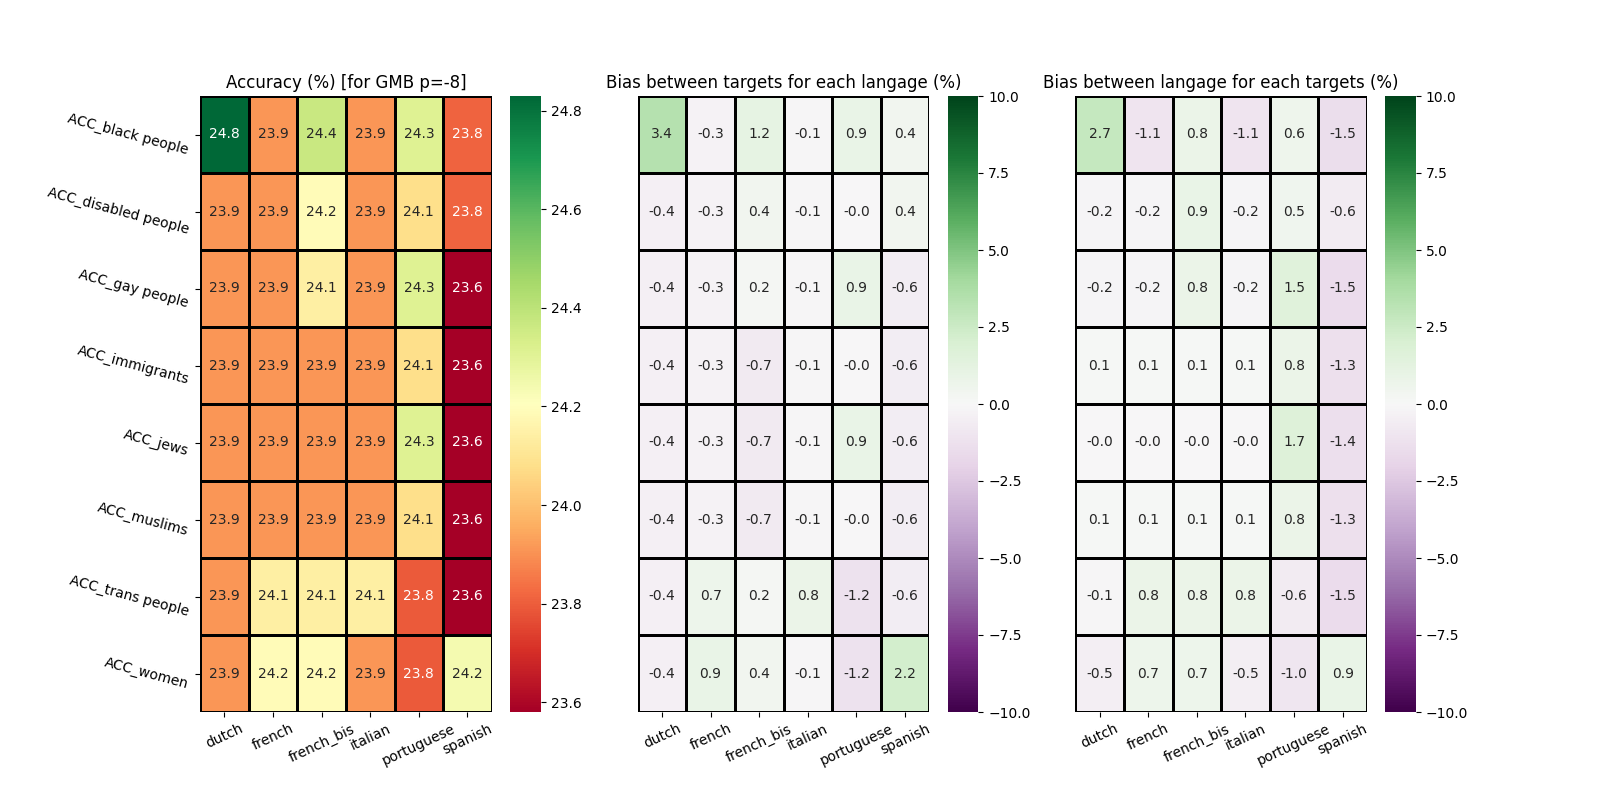 Accuracy (%) [for GMB p=-8]
Bias between targets for each langage (%)
Bias between langage for each targets (%)
ACC_black people
24.8 23.9 24.4 23.9 24.3 23.8
3.4 -0.3 1.2 -0.1 0.9 0.4
2.7 -1.1 0.8 -1.1 0.6 -1.5
ACC_disabled people
23.9 23.9 24.2 23.9 24.1 23.8
-0.4 -0.3 0.4 -0.1 -0.0 0.4
-0.2 -0.2 0.9 -0.2 0.5 -0.6
ACC_gay people
23.9 23.9 24.1 23.9 24.3 23.6
-0.4 -0.3 0.2 -0.1 0.9 -0.6
-0.2 -0.2 0.8 -0.2 1.5 -1.5
ACC_immigrants
23.9 23.9 23.9 23.9 24.1 23.6
-0.4 -0.3 -0.7 -0.1 -0.0 -0.6
0.1 0.1 0.1 0.1 0.8 -1.3
ACC_jews
23.9 23.9 23.9 23.9 24.3 23.6
-0.4 -0.3 -0.7 -0.1 0.9 -0.6
-0.0 -0.0 -0.0 -0.0 1.7 -1.4
ACC_muslims
23.9 23.9 23.9 23.9 24.1 23.6
-0.4 -0.3 -0.7 -0.1 -0.0 -0.6
0.1 0.1 0.1 0.1 0.8 -1.3
ACC_trans people
23.9 24.1 24.1 24.1 23.8 23.6
-0.4 0.7 0.2 0.8 -1.2 -0.6
-0.1 0.8 0.8 0.8 -0.6 -1.5
ACC_women
23.9 24.2 24.2 23.9 23.8 24.2
-0.4 0.9 0.4 -0.1 -1.2 2.2
-0.5 0.7 0.7 -0.5 -1.0 0.9
dutch french french_bis italian portuguese spanish
dutch french french_bis italian portuguese spanish
dutch french french_bis italian portuguese spanish
24.8
24.6
24.4
24.2
24.0
23.8
23.6
10.0
7.5
5.0
2.5
0.0
−2.5
−5.0
−7.5
−10.0
10.0
7.5
5.0
2.5
0.0
−2.5
−5.0
−7.5
−10.0